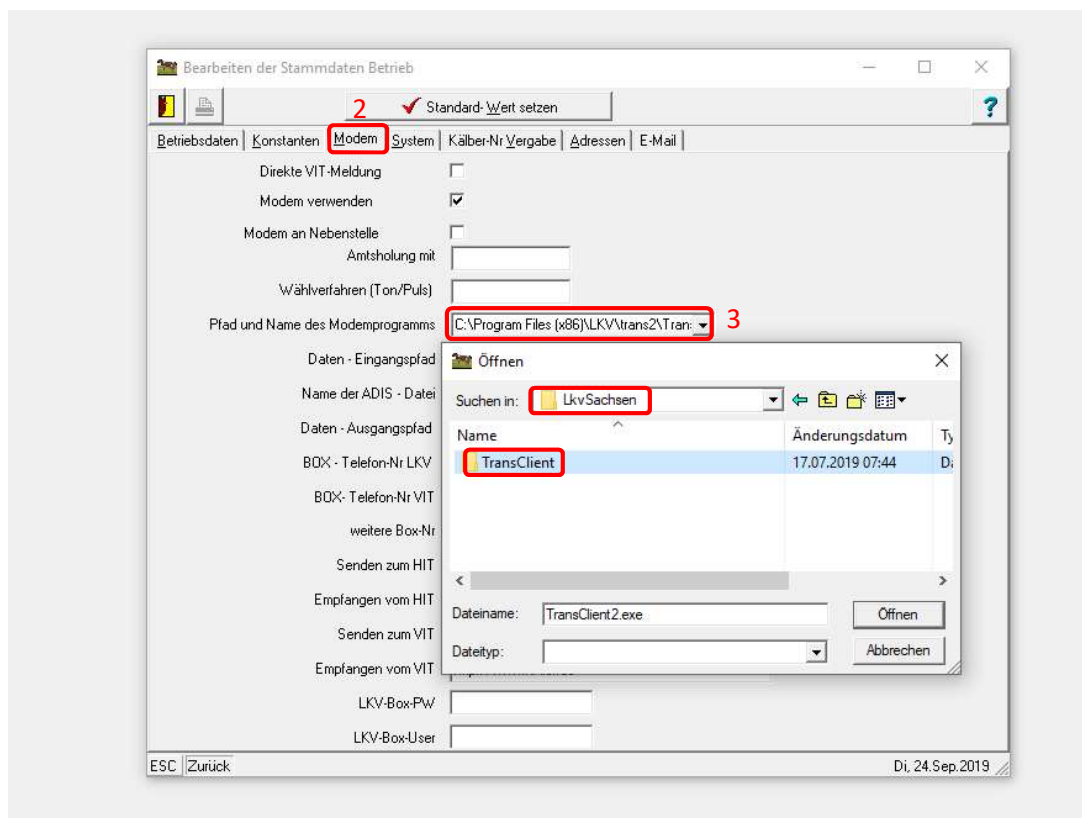 Bearbeiten der Stammdaten Betrieb
2
Standard-Wert setzen
?
Betriebsdaten Konstanten Modem System Kälber-Nr Vergabe Adressen E-Mail
Direkte VIT-Meldung
Modem verwenden
Modem an Nebenstelle
Amtsholung mit
Wählverfahren (Ton/Puls)
Pfad und Name des Modemprogramms C:\Program Files (x86)\LKV\trans2\Tran: 3
Daten - Eingangspfad
Öffnen
Name der ADIS - Datei
Suchen in: LkvSachsen
Daten - Ausgangspfad
Name Änderungsdatum Ty
BOX - Telefon-Nr LKV
TransClient 17.07.2019 07:44
BOX- Telefon-Nr VIT
weitere Box-Nr
Senden zum HIT
Empfangen vom HIT
Dateiname: TransClient2.exe Öffnen
Senden zum VIT
Dateityp: Abbrechen
Empfangen vom VIT
LKV-Box-PW
LKV-Box-User
ESC Zurück Di, 24.Sep.2019